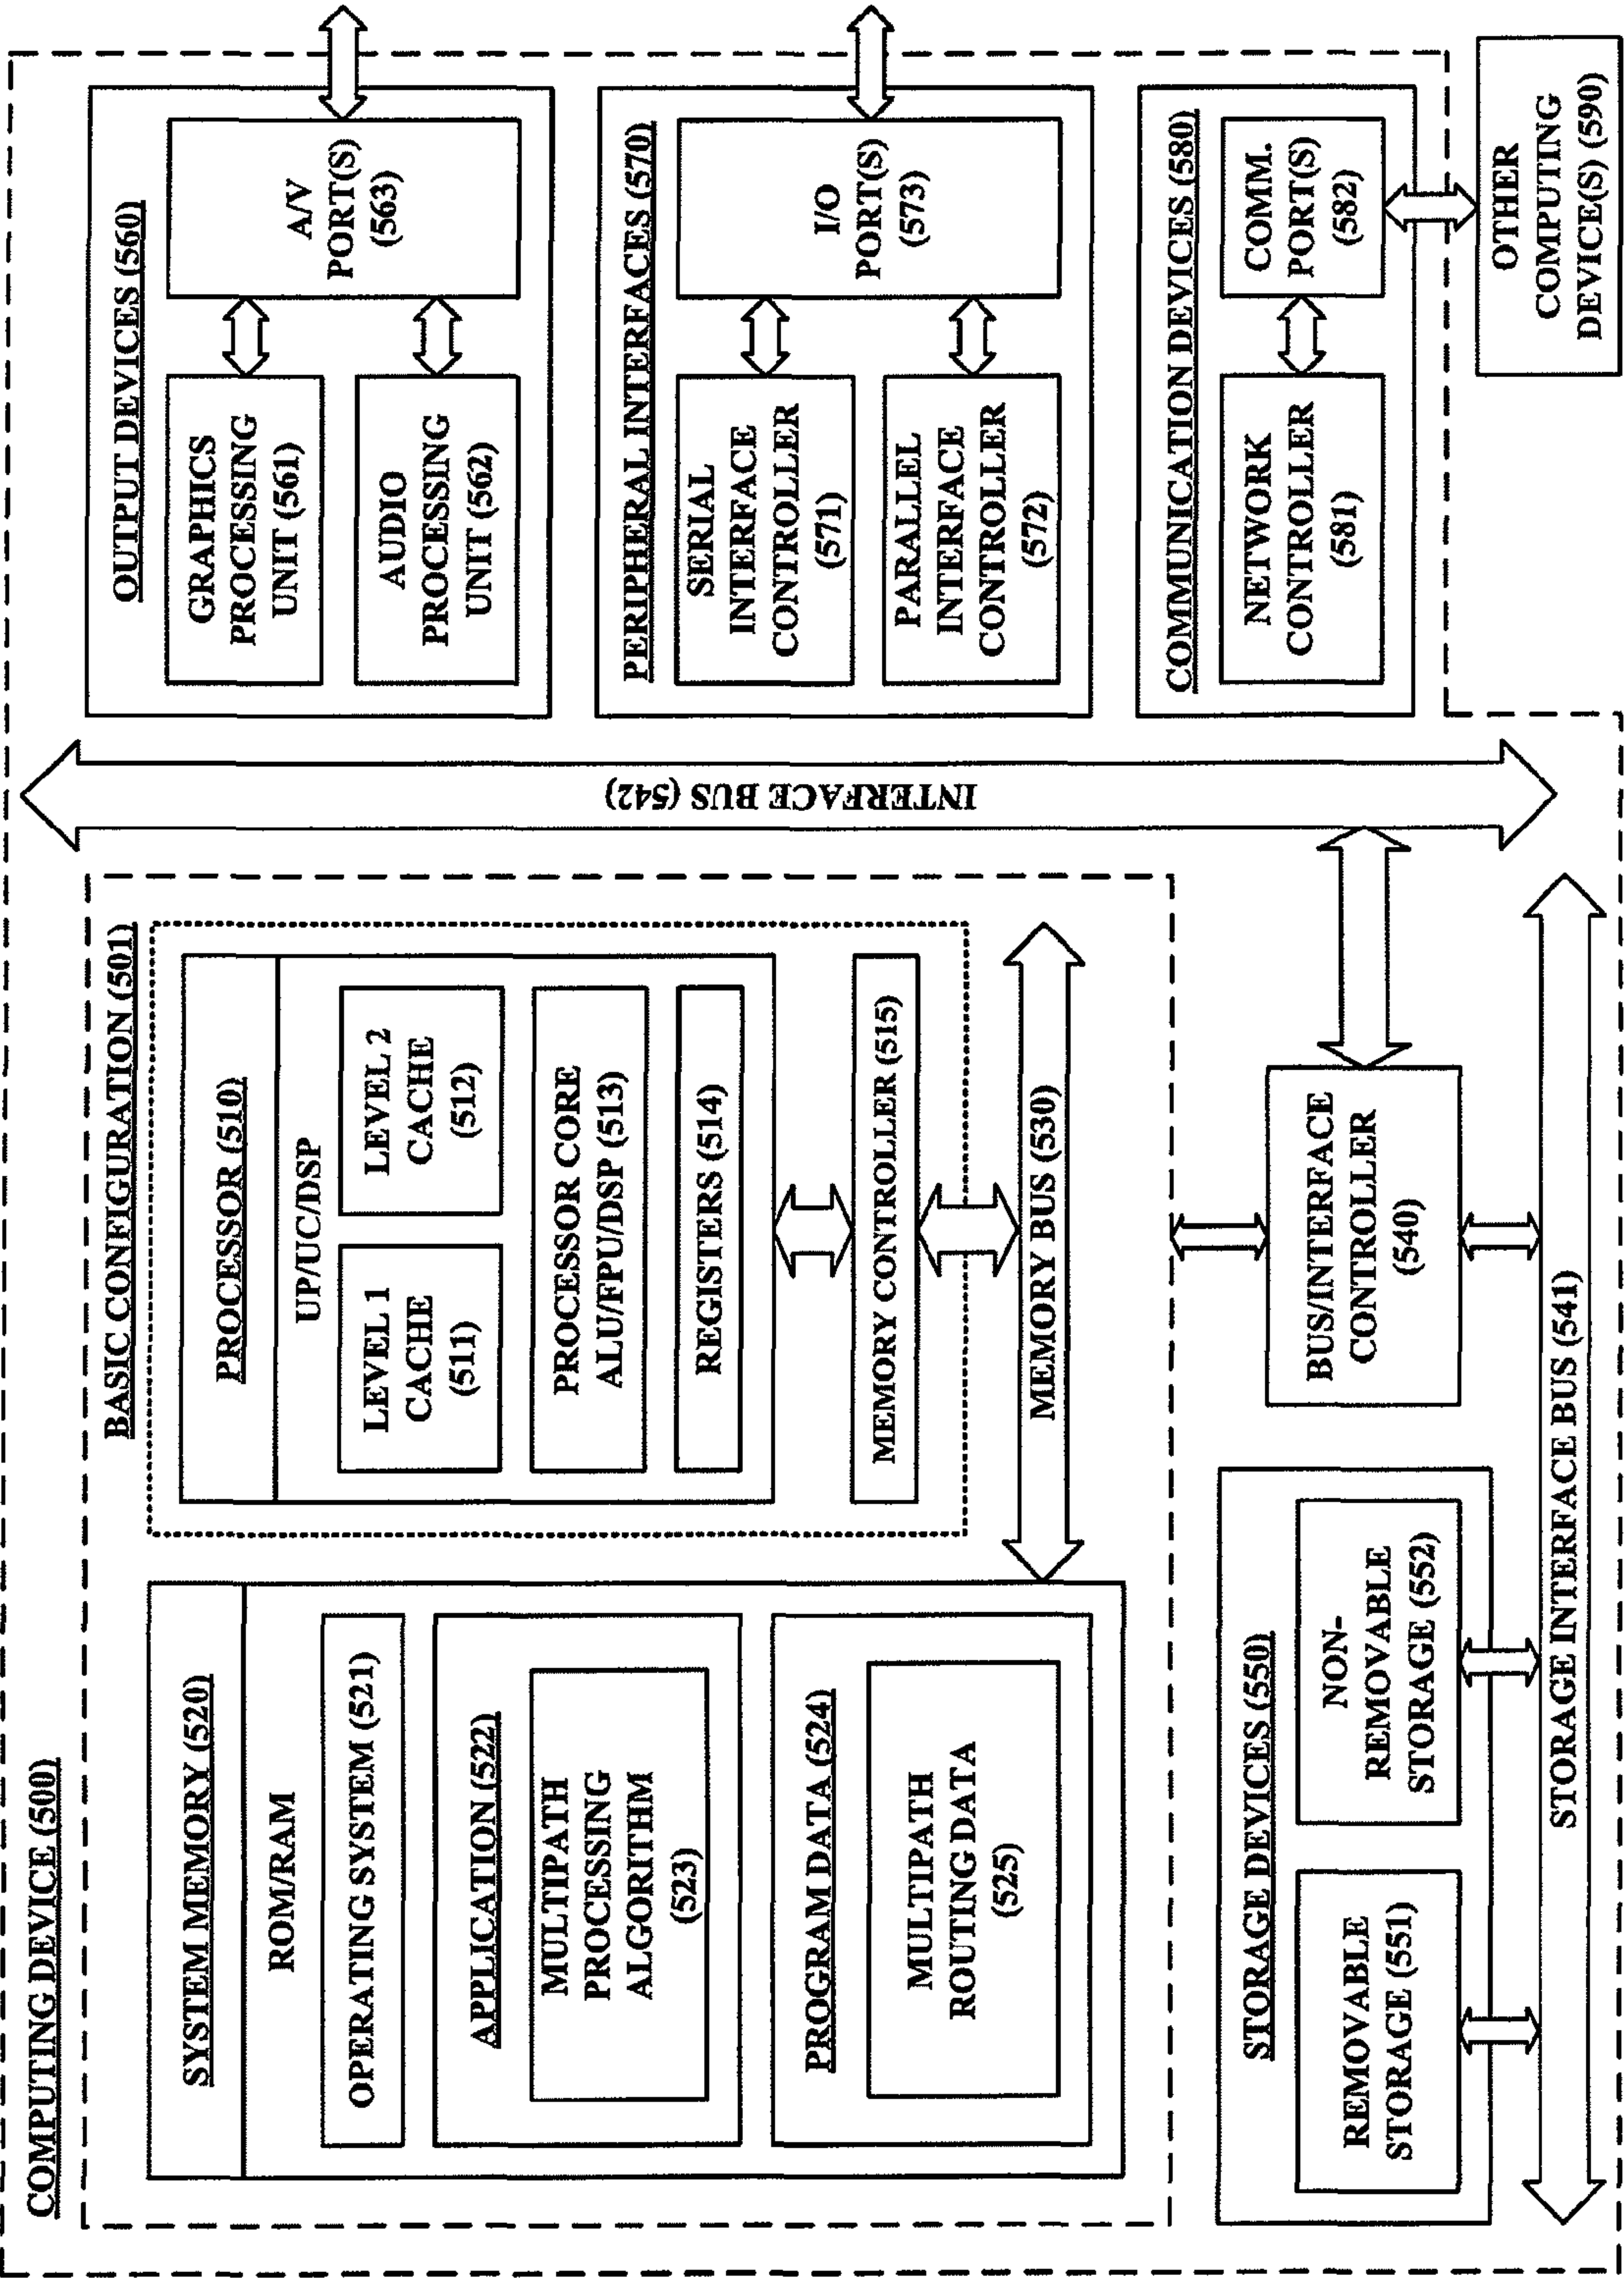 COMPUTING DEVICE (500)
BASIC CONFIGURATION (501)
SYSTEM MEMORY (520)
ROM/RAM
OPERATING SYSTEM (521)
APPLICATION (522)
MULTIPATH
PROCESSING
ALGORITHM
(523)
PROGRAM DATA (524)
MULTIPATH
ROUTING DATA
(525)
PROCESSOR (510)
UP/UC/DSP
LEVEL 1
CACHE
(511)
LEVEL 2
CACHE
(512)
PROCESSOR CORE
ALU/FPU/DSP (513)
REGISTERS (514)
MEMORY CONTROLLER (515)
MEMORY BUS (530)
BUS/INTERFACE
CONTROLLER
(540)
STORAGE DEVICES (550)
REMOVABLE
STORAGE (551)
NON-
REMOVABLE
STORAGE (552)
STORAGE INTERFACE BUS (541)
INTERFACE BUS (542)
OUTPUT DEVICES (560)
GRAPHICS
PROCESSING
UNIT (561)
AUDIO
PROCESSING
UNIT (562)
A/V
PORT(S)
(563)
PERIPHERAL INTERFACES (570)
SERIAL
INTERFACE
CONTROLLER
(571)
PARALLEL
INTERFACE
CONTROLLER
(572)
I/O
PORT(S)
(573)
COMMUNICATION DEVICES (580)
NETWORK
CONTROLLER
(581)
COMM.
PORT(S)
(582)
OTHER
COMPUTING
DEVICE(S) (590)